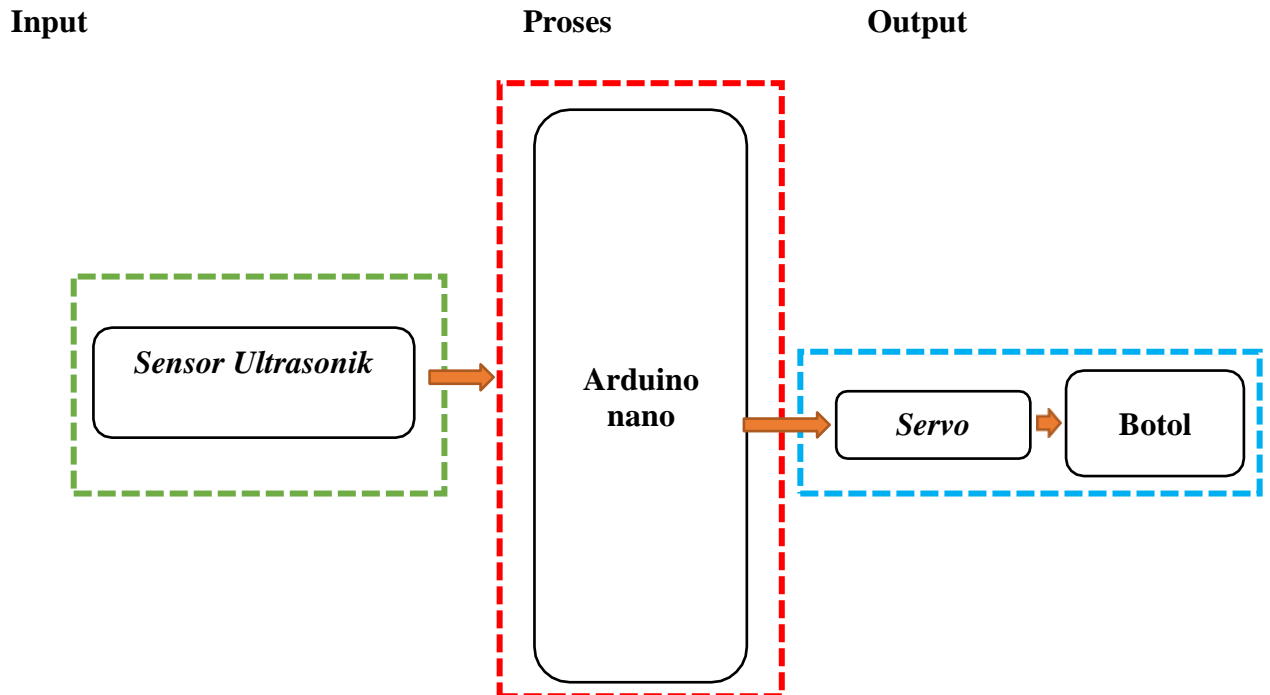 Input
Proses
Output
Sensor Ultrasonik
Arduino
nano
Servo
Botol